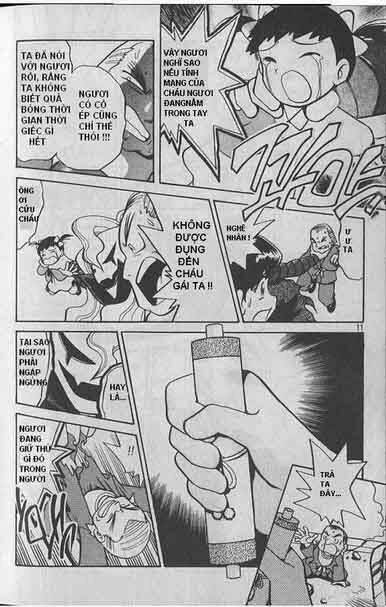 TA ĐÃ NÓI
VỚI NGƯƠI
RỒI, RẰNG
TA KHÔNG
BIẾT QUẢ
BÓNG THỜI
GIAN THỜI
GIẾC GÌ
HẾT
NGƯƠI
CÓ CÓ
ÉP CŨNG
CHỈ THẾ
THÔI !!!
VẬY NGƯƠI
NGHĨ SAO
NẾU TÍNH
MẠNG CỦA
CHÁU NGƯƠI
ĐANGNẰM
TRONG TAY
TA
ÔNG
ƠI
CỨU
CHÁU
KHÔNG
ĐƯỢC
ĐỤNG
ĐẾN
CHÁU
GÁI TA !!
NGHỆ
NHÂN !
Ư Ư
TA
11
TẠI SAO
NGƯƠI
PHẢI
NGẬP
NGỪNG
HAY
LÀ...
NGƯƠI
ĐANG
GIỮ THỨ
GÌ ĐÓ
TRONG
NGƯỜI
!!
TRẢ
TA
ĐÂY...